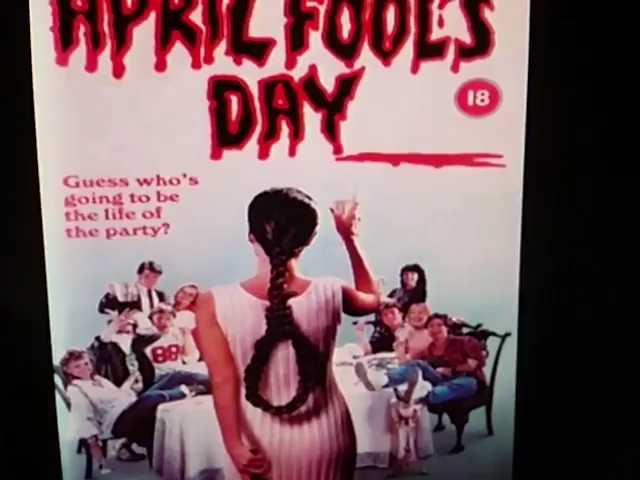 APRIL FOOL'S
DAY
18
Guess who's
going to be
the life of
the party?
88